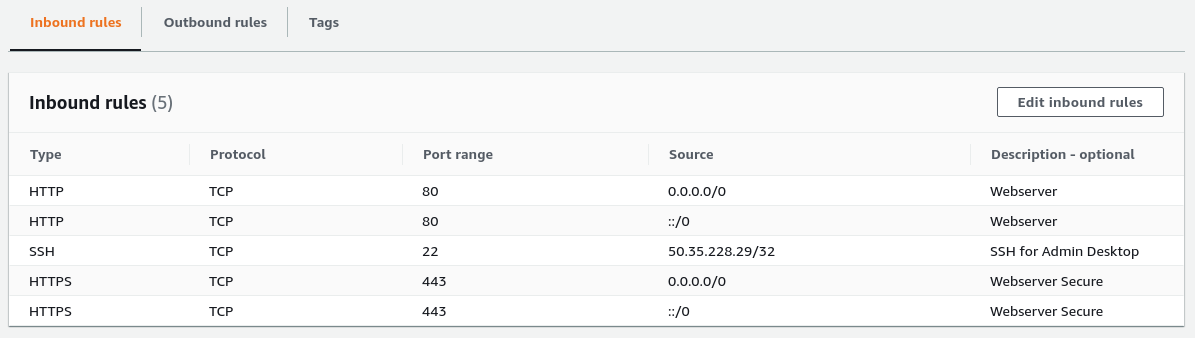 Inbound rules Outbound rules Tags
Inbound rules (5) Edit inbound rules
Type Protocol Port range Source Description - optional
HTTP TCP 80 0.0.0.0/0 Webserver
HTTP TCP 80 ::/0 Webserver
SSH TCP 22 50.35.228.29/32 SSH for Admin Desktop
HTTPS TCP 443 0.0.0.0/0 Webserver Secure
HTTPS TCP 443 ::/0 Webserver Secure